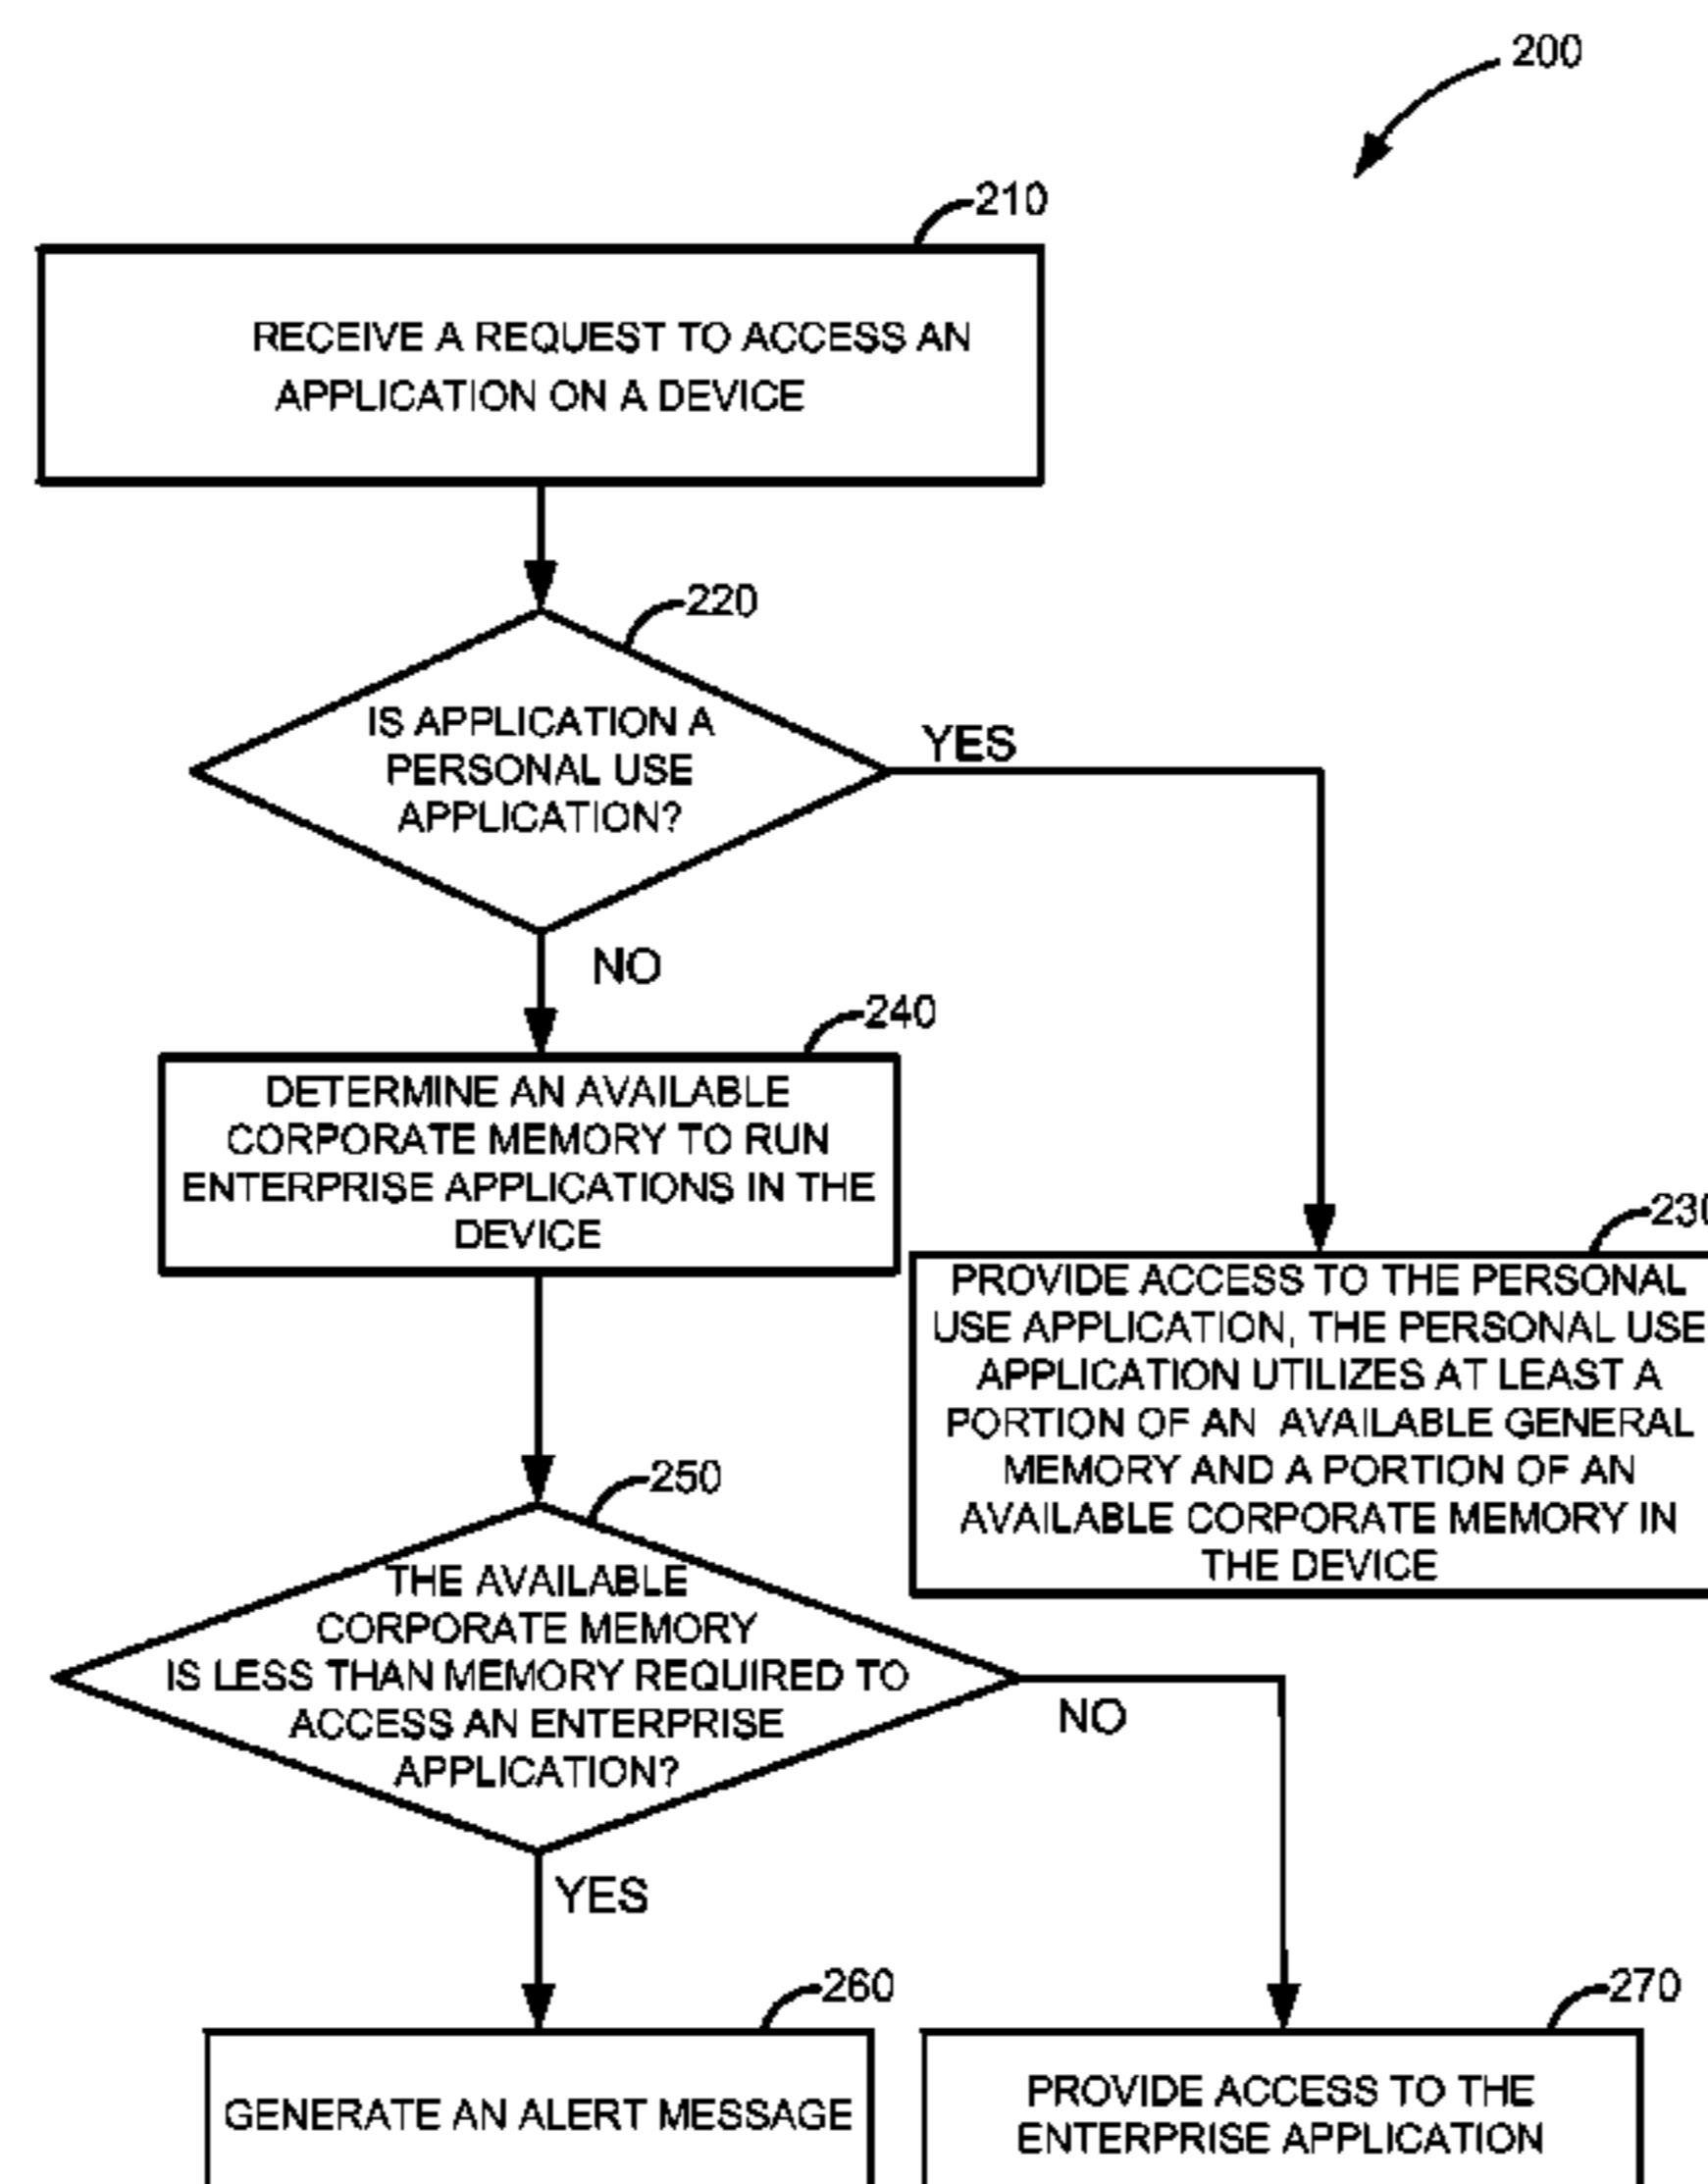 200
210
RECEIVE A REQUEST TO ACCESS AN
APPLICATION ON A DEVICE
220
IS APPLICATION A
PERSONAL USE
APPLICATION?
YES
NO
240
DETERMINE AN AVAILABLE
CORPORATE MEMORY TO RUN
ENTERPRISE APPLICATIONS IN THE
DEVICE
230
PROVIDE ACCESS TO THE PERSONAL
USE APPLICATION, THE PERSONAL USE
APPLICATION UTILIZES AT LEAST A
PORTION OF AN AVAILABLE GENERAL
MEMORY AND A PORTION OF AN
AVAILABLE CORPORATE MEMORY IN
THE DEVICE
250
THE AVAILABLE
CORPORATE MEMORY
IS LESS THAN MEMORY REQUIRED TO
ACCESS AN ENTERPRISE
APPLICATION?
NO
YES
260
GENERATE AN ALERT MESSAGE
270
PROVIDE ACCESS TO THE
ENTERPRISE APPLICATION